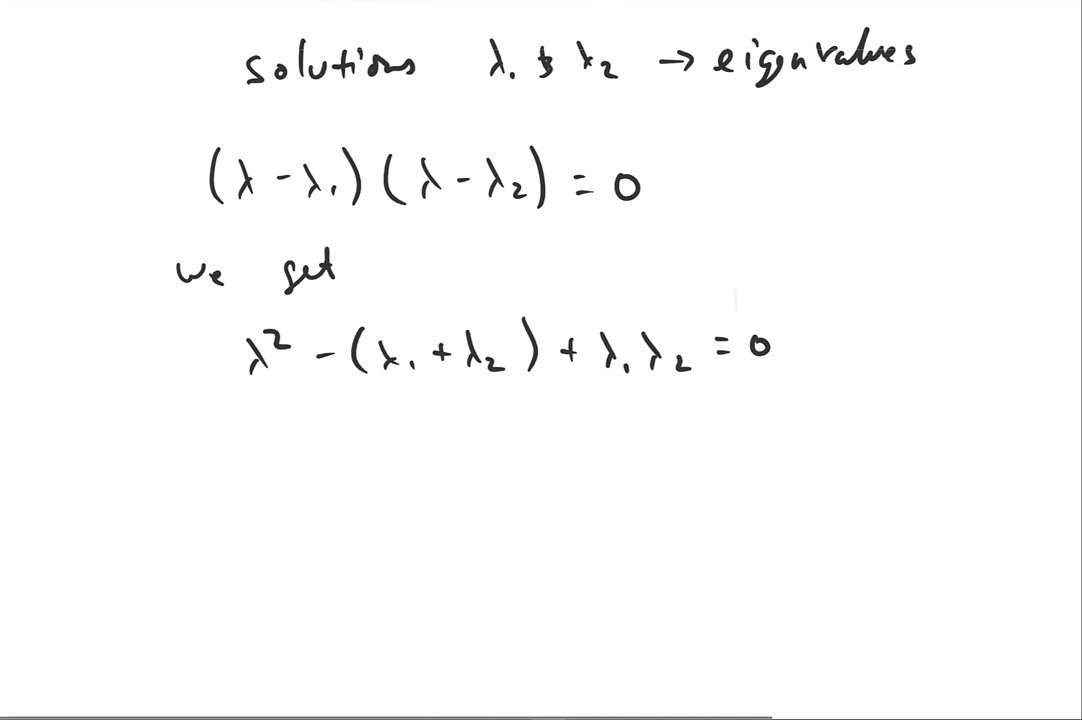 solutions λ₁ & λ₂ → eigenvalues
(λ - λ₁)(λ - λ₂) = 0
we get
λ² - (λ₁ + λ₂) + λ₁λ₂ = 0